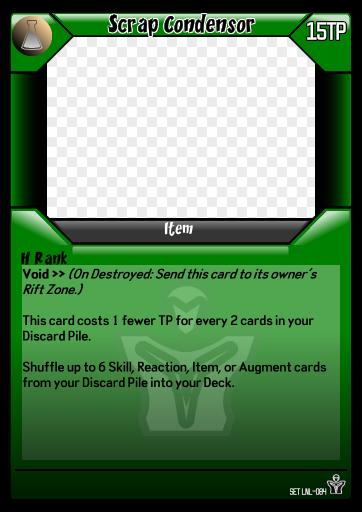 Scrap Condensor
15TP
Item
H Rank
Void >> (On Destroyed: Send this card to its owner's
Rift Zone.)
This card costs 1 fewer TP for every 2 cards in your
Discard Pile.
Shuffle up to 6 Skill, Reaction, Item, or Augment cards
from your Discard Pile into your Deck.
SET LNL-084